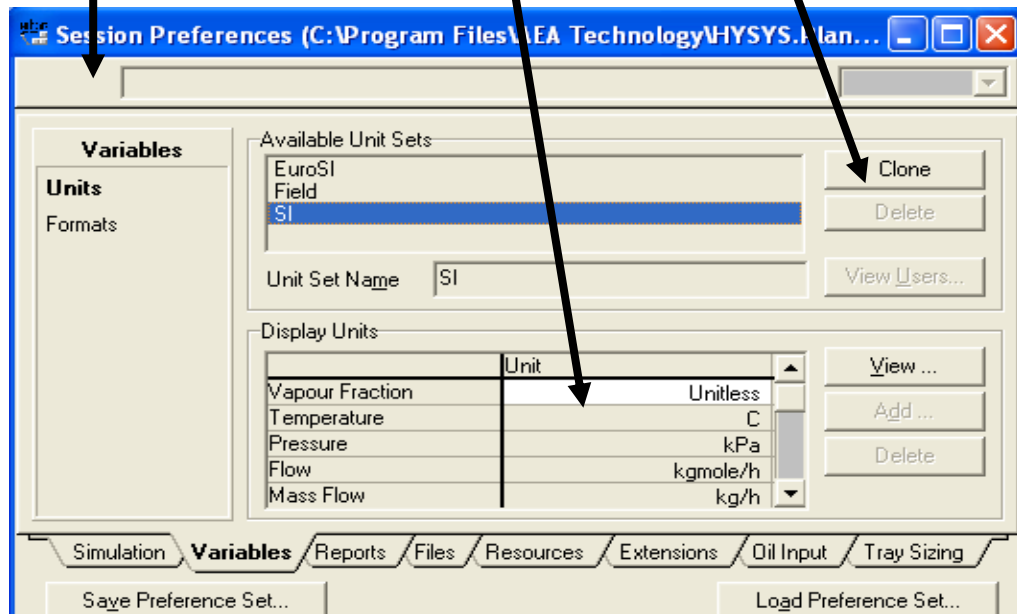 Session Preferences (C:\Program Files\AEA Technology\HYSYS.Plan...
Variables
Units
Formats
Available Unit Sets
EuroSI
Field
SI
Unit Set Name SI
Clone
Delete
View Users...
Display Units
Unit
Vapour Fraction Unitless
Temperature C
Pressure kPa
Flow kgmole/h
Mass Flow kg/h
View ...
Add ...
Delete
Simulation Variables Reports Files Resources Extensions Oil Input Tray Sizing
Save Preference Set... Load Preference Set...